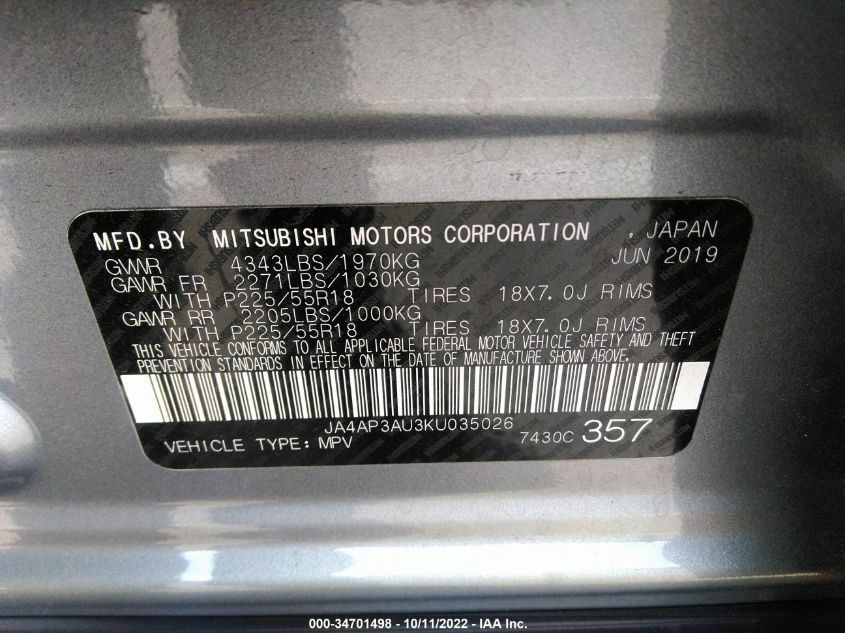 MFD.BY MITSUBISHI MOTORS CORPORATION , JAPAN
GVWR 4343LBS/1970KG JUN 2019
GAWR FR 2271LBS/1030KG
WITH P225/55R18 TIRES 18X7.0J RIMS
GAWR RR 2205LBS/1000KG
WITH P225/55R18 TIRES 18X7.0J RIMS
THIS VEHICLE CONFORMS TO ALL APPLICABLE FEDERAL MOTOR VEHICLE SAFETY AND THEFT
PREVENTION STANDARDS IN EFFECT ON THE DATE OF MANUFACTURE SHOWN ABOVE.
JA4AP3AU3KU035026
VEHICLE TYPE: MPV 7430C 357
000-34701498 - 10/11/2022 - IAA Inc.